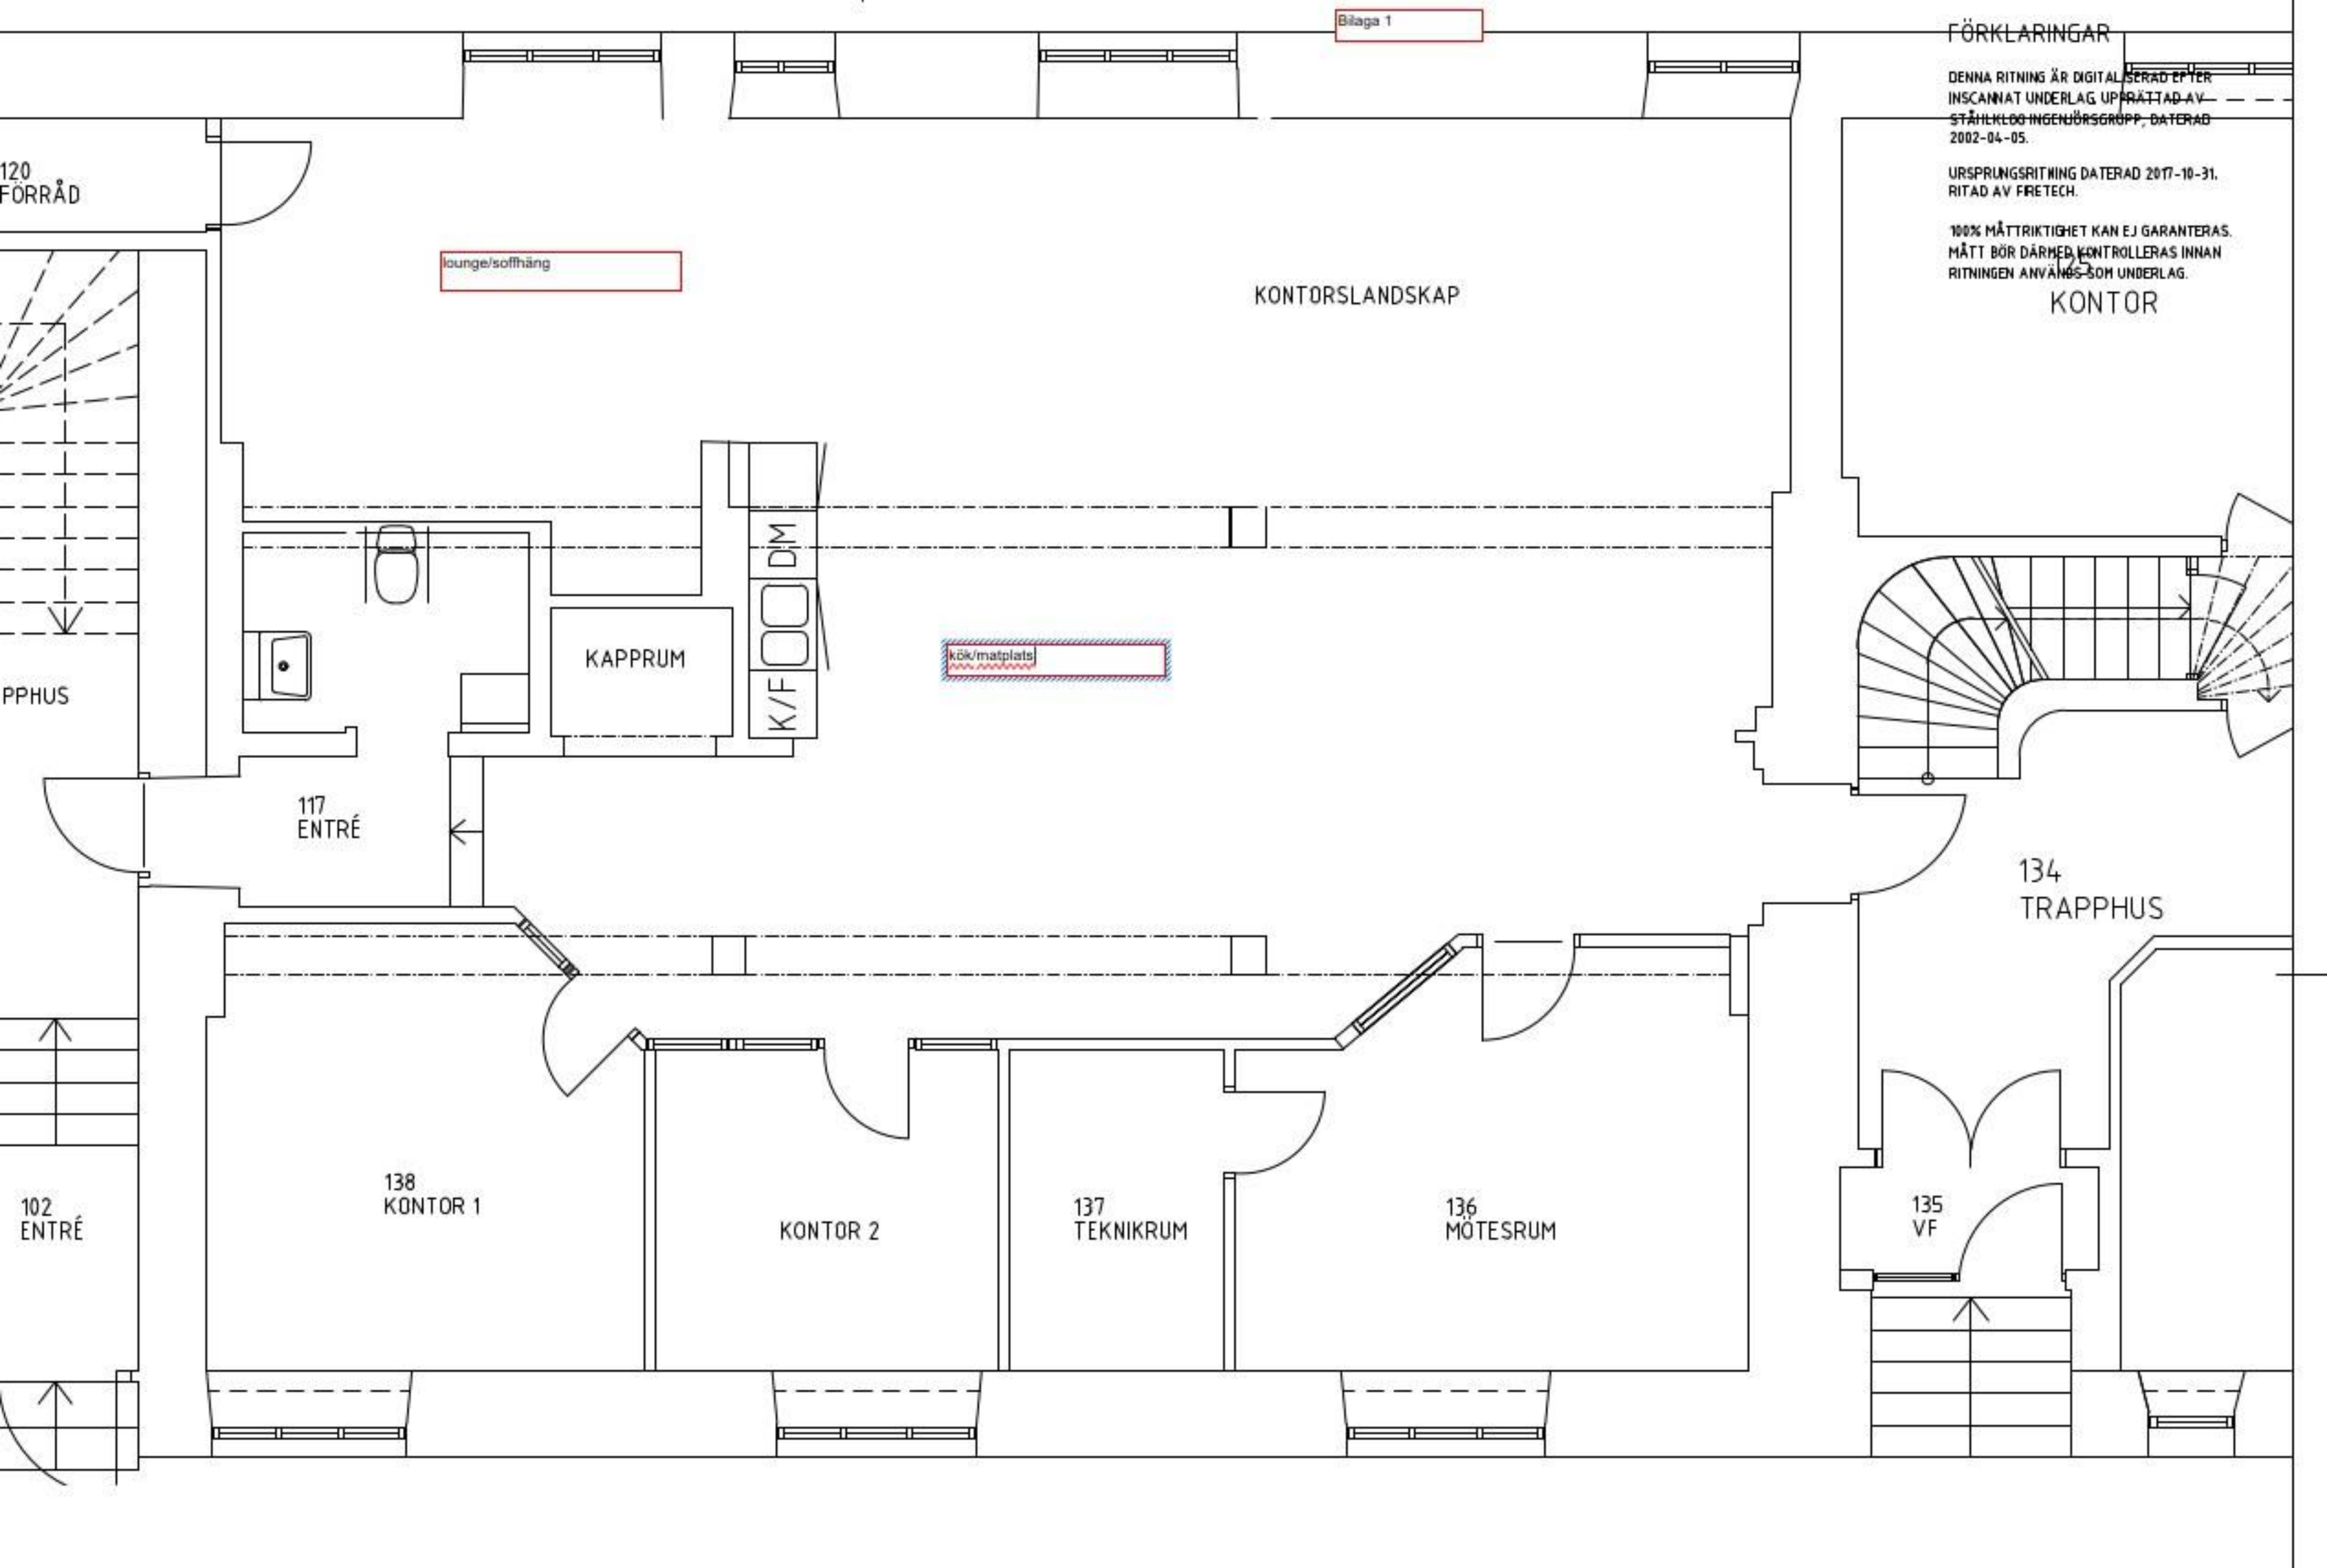 Bilaga 1
FÖRKLARINGAR
DENNA RITNING ÄR DIGITALISERAD EFTER
INSCANNAT UNDERLAG, UPPRÄTTAD AV
STÅHLKLOO INGENJÖRSGRUPP, DATERAD
2002-04-05.
URSPRUNGSRITNING DATERAD 2017-10-31.
RITAD AV FIRETECH.
100% MÅTTRIKTIGHET KAN EJ GARANTERAS.
MÅTT BÖR DÄRMED KONTROLLERAS INNAN
RITNINGEN ANVÄNDS SOM UNDERLAG.
120
FÖRRÅD
lounge/soffhäng
KONTORSLANDSKAP
125
KONTOR
DM
kök/matplats
KAPPRUM
K/F
PPHUS
117
ENTRÉ
134
TRAPPHUS
138
KONTOR 1
102
ENTRÉ
KONTOR 2
137
TEKNIKRUM
136
MÖTESRUM
135
VF